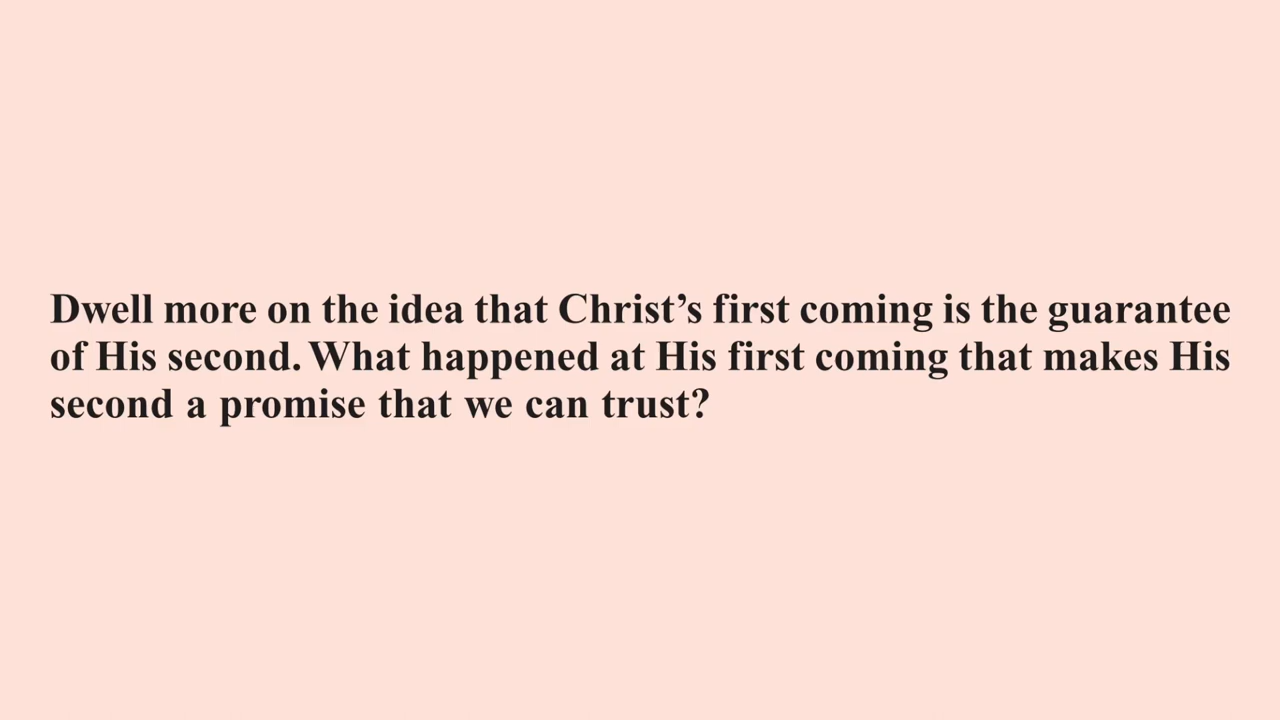 Dwell more on the idea that Christ’s first coming is the guarantee
of His second. What happened at His first coming that makes His
second a promise that we can trust?